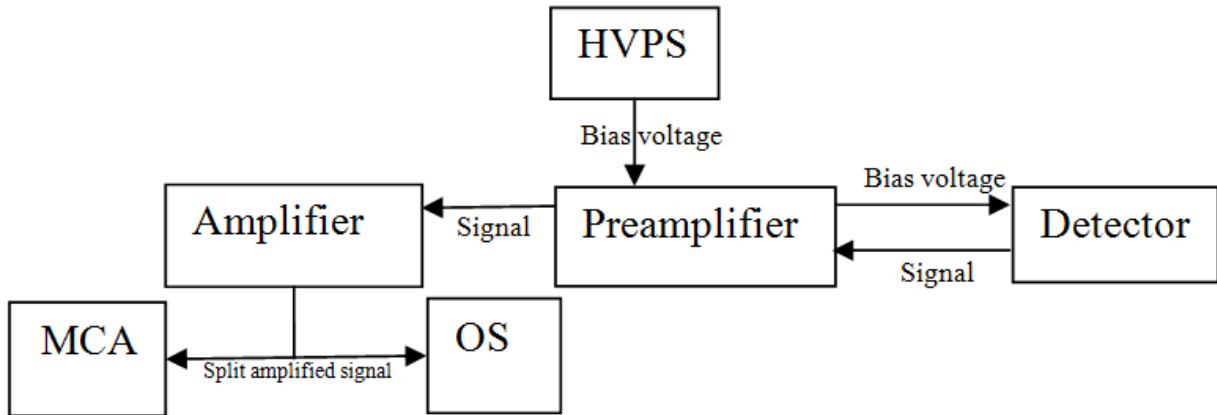 HVPS
Bias voltage
Bias voltage
Amplifier
Signal
Preamplifier
Detector
Signal
MCA
Split amplified signal
OS